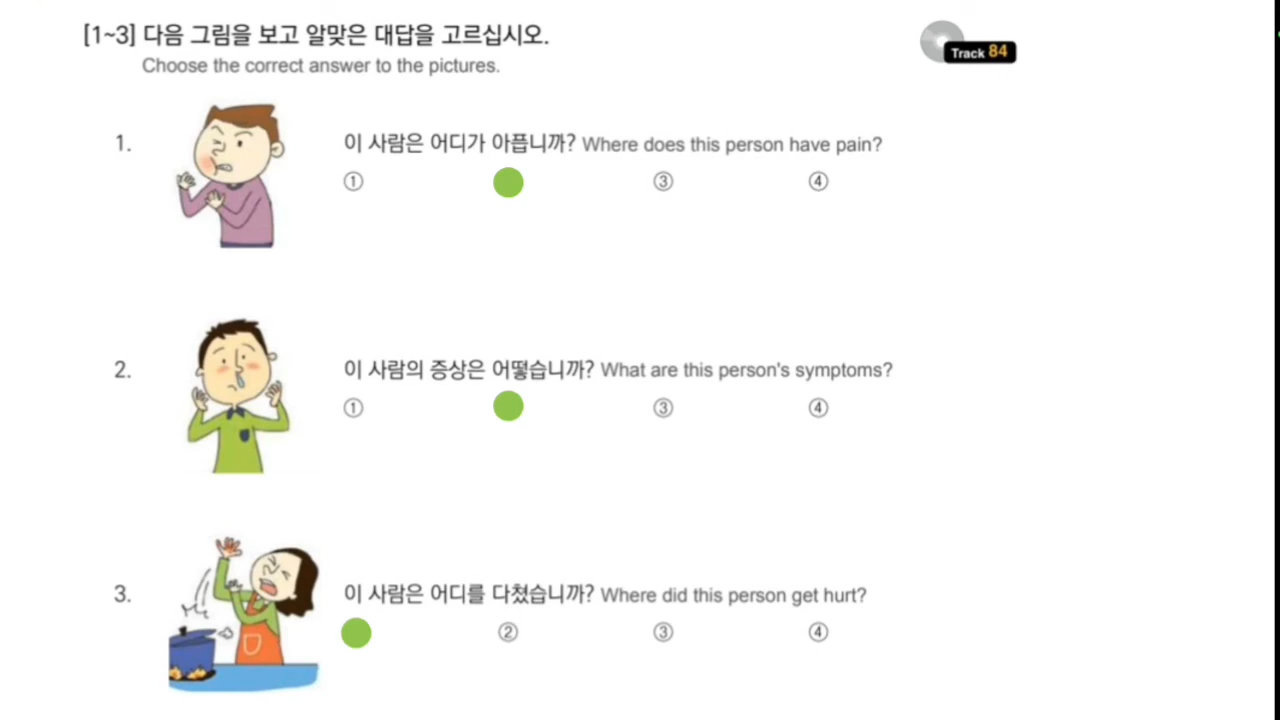 [1~3] 다음 그림을 보고 알맞은 대답을 고르십시오.
Track 84
Choose the correct answer to the pictures.
1. 이 사람은 어디가 아픕니까? Where does this person have pain?
① ③ ④
2. 이 사람의 증상은 어떻습니까? What are this person's symptoms?
① ③ ④
3. 이 사람은 어디를 다쳤습니까? Where did this person get hurt?
② ③ ④